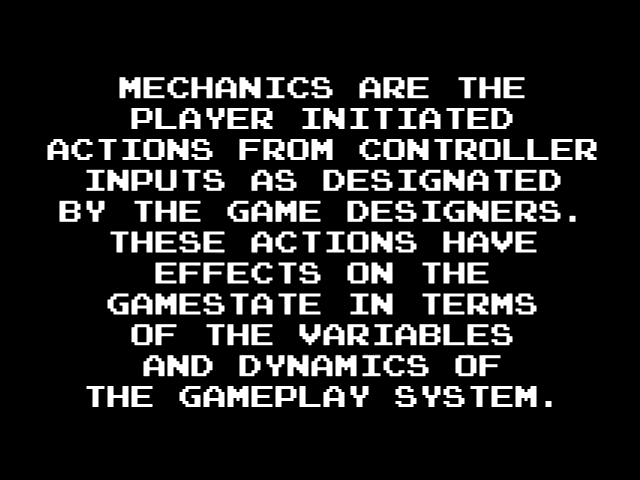 MECHANICS ARE THE
PLAYER INITIATED
ACTIONS FROM CONTROLLER
INPUTS AS DESIGNATED
BY THE GAME DESIGNERS.
THESE ACTIONS HAVE
EFFECTS ON THE
GAMESTATE IN TERMS
OF THE VARIABLES
AND DYNAMICS OF
THE GAMEPLAY SYSTEM.